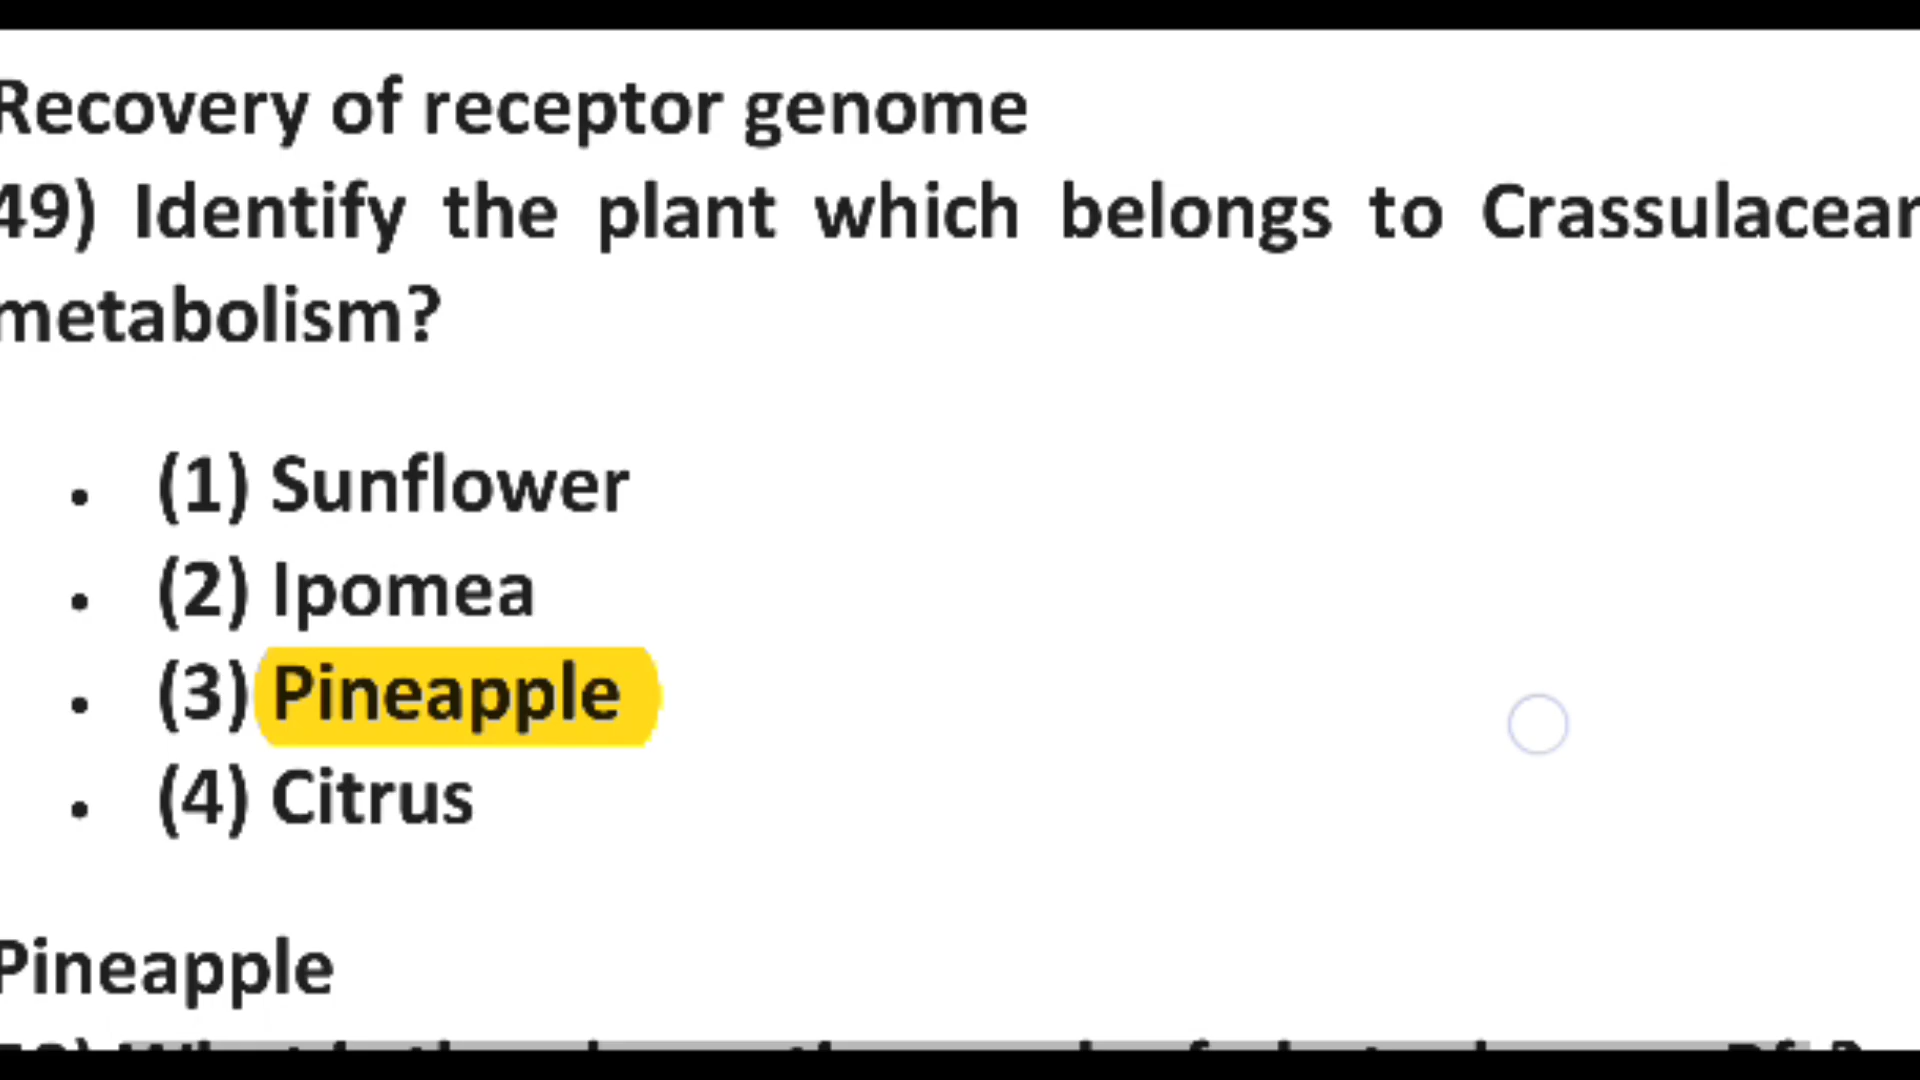 Recovery of receptor genome
49) Identify the plant which belongs to Crassulacean
metabolism?
. (1) Sunflower
. (2) Ipomea
. (3) Pineapple
. (4) Citrus
Pineapple